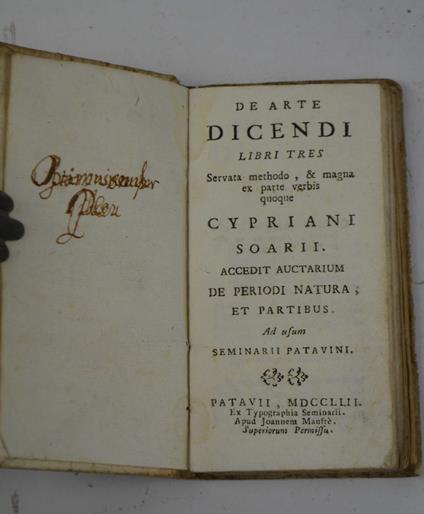 DE ARTE
DICENDI
LIBRI TRES
Servata methodo, & magna
ex parte verbis
quoque
CYPRIANI
SOARII.
ACCEDIT AUCTARIUM
DE PERIODI NATURA,
ET PARTIBUS.
Ad usum
SEMINARII PATAVINI.
PATAVII, MDCCLII.
Ex Typographia Seminarii.
Apud Joannem Manfrè.
Superiorum Permissu.